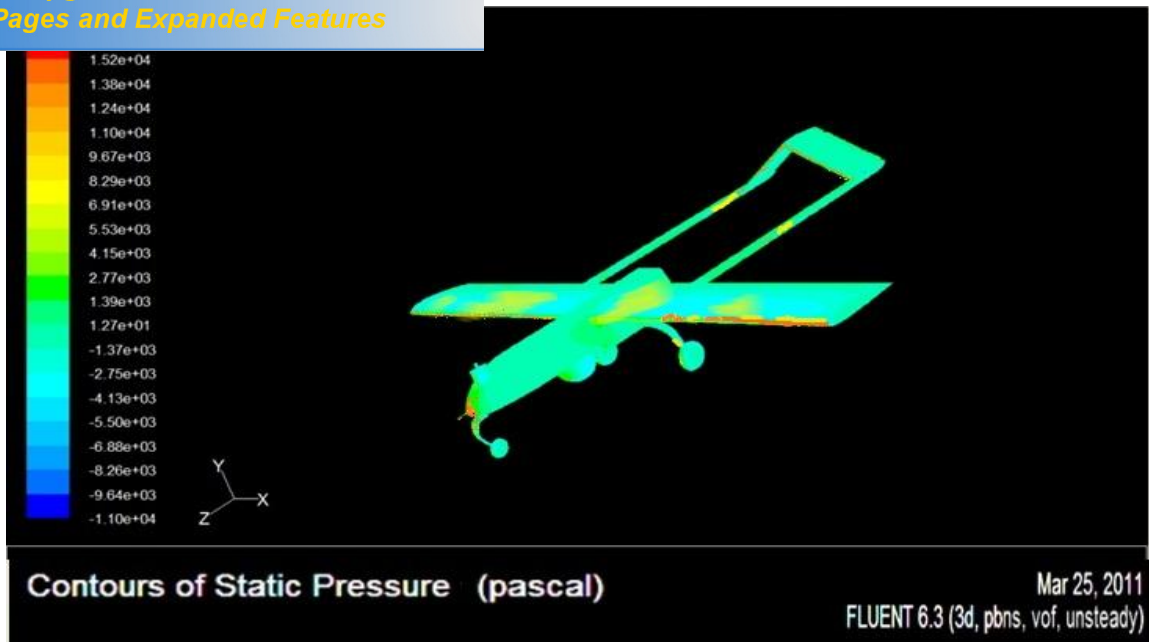 Pages and Expanded Features
1.52e+04
1.38e+04
1.24e+04
1.10e+04
9.67e+03
8.29e+03
6.91e+03
5.53e+03
4.15e+03
2.77e+03
1.39e+03
1.27e+01
-1.37e+03
-2.75e+03
-4.13e+03
-5.50e+03
-6.88e+03
-8.26e+03
-9.64e+03
-1.10e+04
Y
X
Z
Contours of Static Pressure (pascal)
Mar 25, 2011
FLUENT 6.3 (3d, pbns, vof, unsteady)